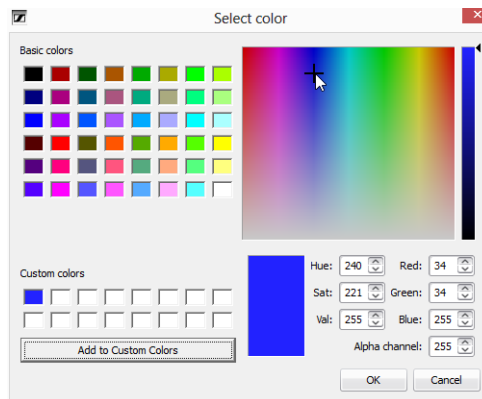 Select color
Basic colors
Custom colors
Add to Custom Colors
Hue: 240 Red: 34
Sat: 221 Green: 34
Val: 255 Blue: 255
Alpha channel: 255
OK Cancel